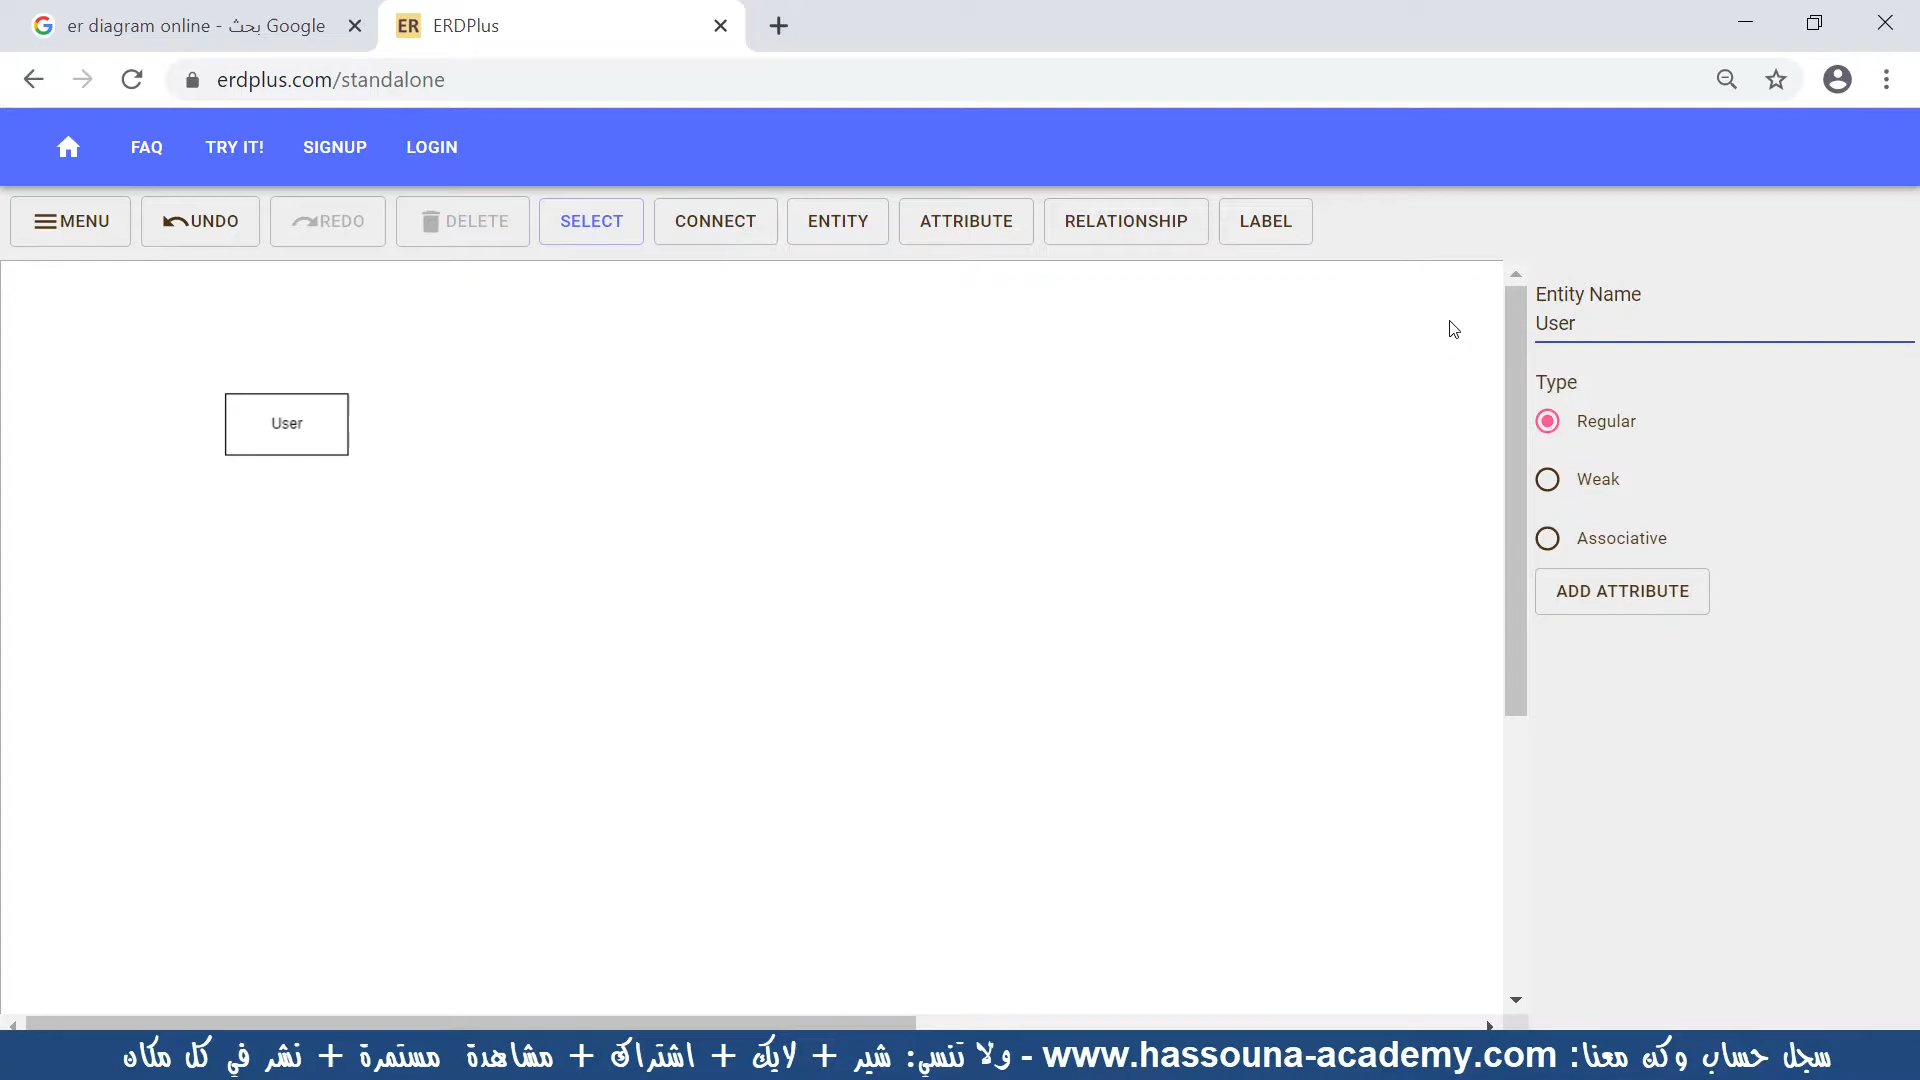 er diagram online - بحث Google
ER ERDPlus
erdplus.com/standalone
FAQ TRY IT! SIGNUP LOGIN
MENU UNDO REDO DELETE SELECT CONNECT ENTITY ATTRIBUTE RELATIONSHIP LABEL
Entity Name
User
User
Type
Regular
Weak
Associative
ADD ATTRIBUTE
سجل حساب وكن معنا: www.hassouna-academy.com - ولا تنسي: شير + لايك + اشتراك + مشاهدة مستمرة + نشر في كل مكان